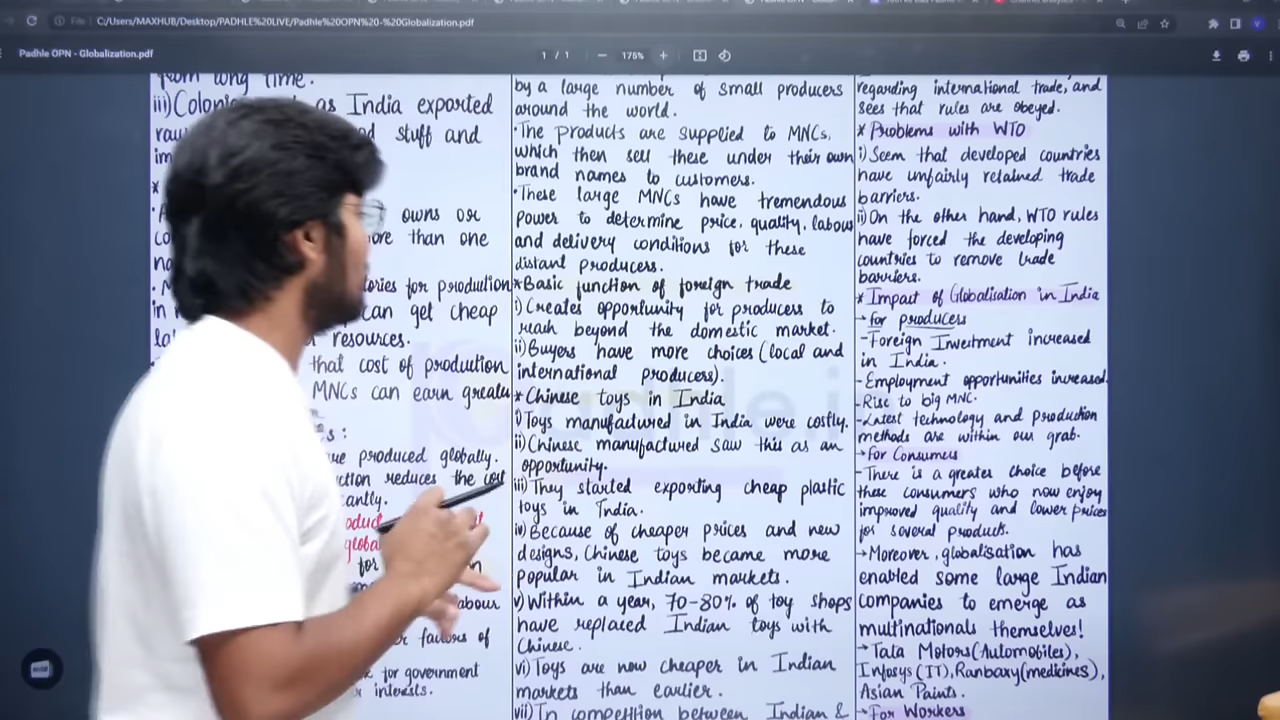 File C:/Users/MAXHUB/Desktop/PADHLE%20LIVE/Padhle%20OPN%20-%20Globalization.pdf
Padhle OPN - Globalization.pdf
1 / 1
175%
from long time.
iii) Coloni as India exported
stuff and
owns or
more than one
for production
can get cheap
resources.
that cost of production
MNCs can earn
s :
produced globally.
reduces the cost
for
labour
factors of
for government
interests.
by a large number of small producers
around the world.
•The products are supplied to MNCs,
which then sell these under their own
brand names to customers.
•These large MNCs have tremendous
power to determine price, quality, labour
and delivery conditions for these
distant producers.
*Basic function of foreign trade
i) Creates opportunity for producers to
reach beyond the domestic market.
ii) Buyers have more choices (local and
international producers).
* Chinese toys in India
i) Toys manufactured in India were costly.
ii) Chinese manufactured saw this as an
opportunity.
iii) They started exporting cheap plastic
toys in India.
iv) Because of cheaper prices and new
designs, Chinese toys became more
popular in Indian markets.
v) Within a year, 70-80% of toy shops
have replaced Indian toys with
Chinese.
vi) Toys are now cheaper in Indian
markets than earlier.
vii) In competition between Indian &
regarding international trade, and
sees that rules are obeyed.
* Problems with WTO
i) Seem that developed countries
have unfairly retained trade
barriers.
ii) On the other hand, WTO rules
have forced the developing
countries to remove trade
barriers.
* Impact of Globalisation in India
→ for producers
- Foreign Investment increased
in India.
- Employment opportunities increased.
- Rise to big MNC.
- Latest technology and production
methods are within our grab.
→ For Consumers
- There is a greater choice before
these consumers who now enjoy
improved quality and lower prices
for several products.
→ Moreover, globalisation has
enabled some large Indian
companies to emerge as
multinationals themselves!
→ Tata Motors (Automobiles),
Infosys (IT), Ranbaxy (medicines),
Asian Paints.
→ For Workers